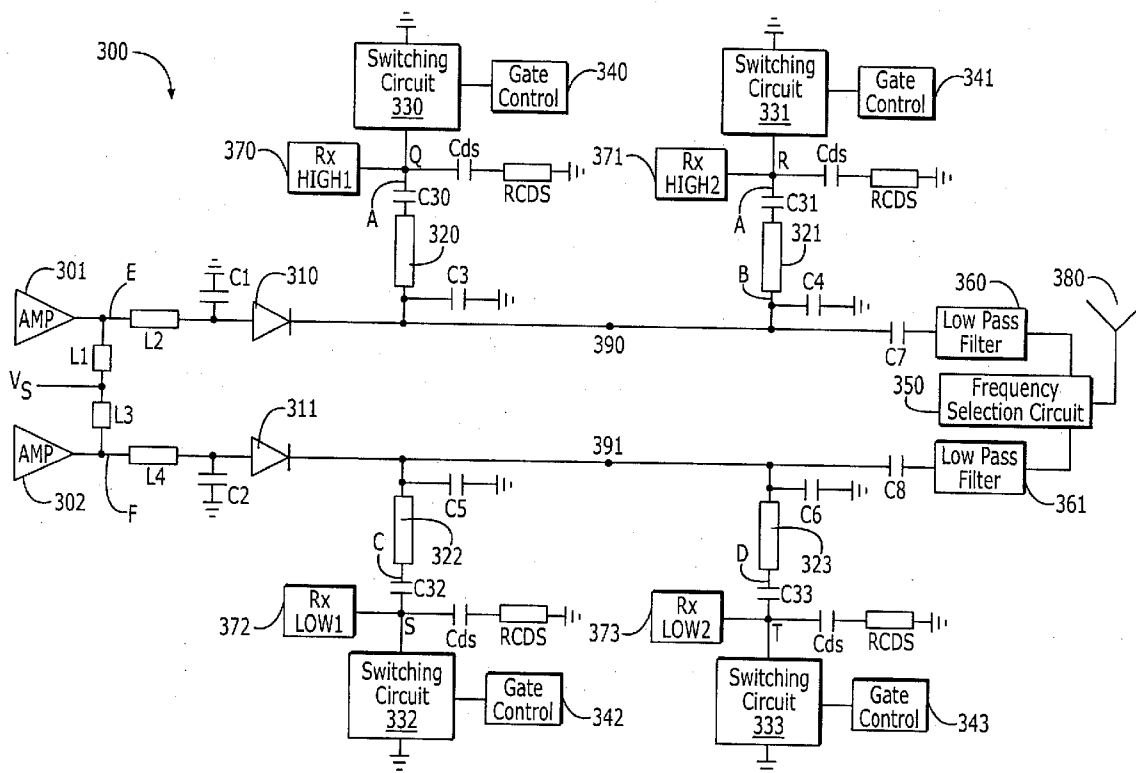 300
Switching
Circuit
330
Gate
Control
340
Switching
Circuit
331
Gate
Control
341
370
Rx
HIGH1
Q
Cds
RCDS
A
C30
320
C3
371
Rx
HIGH2
R
Cds
RCDS
A
C31
321
B
C4
301
AMP
E
L2
C1
310
L1
VS
L3
390
C7
360
Low Pass
Filter
380
350
Frequency
Selection Circuit
AMP
302
F
L4
C2
311
391
C8
Low Pass
Filter
361
C5
322
C
C32
372
Rx
LOW1
S
Cds
RCDS
Switching
Circuit
332
Gate
Control
342
C6
323
D
C33
373
Rx
LOW2
T
Cds
RCDS
Switching
Circuit
333
Gate
Control
343